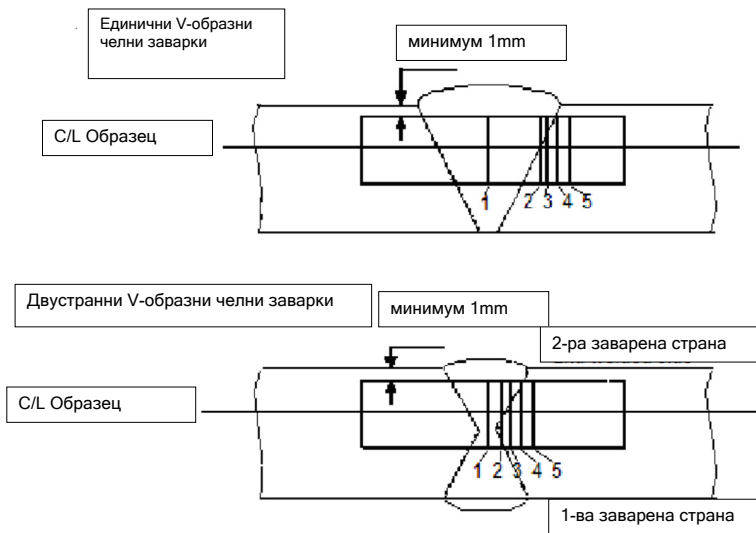 Единични V-образни
челни заварки
минимум 1mm
C/L Образец
1 2 3 4 5
Двустранни V-образни челни заварки
минимум 1mm
2-ра заварена страна
C/L Образец
1 2 3 4 5
1-ва заварена страна